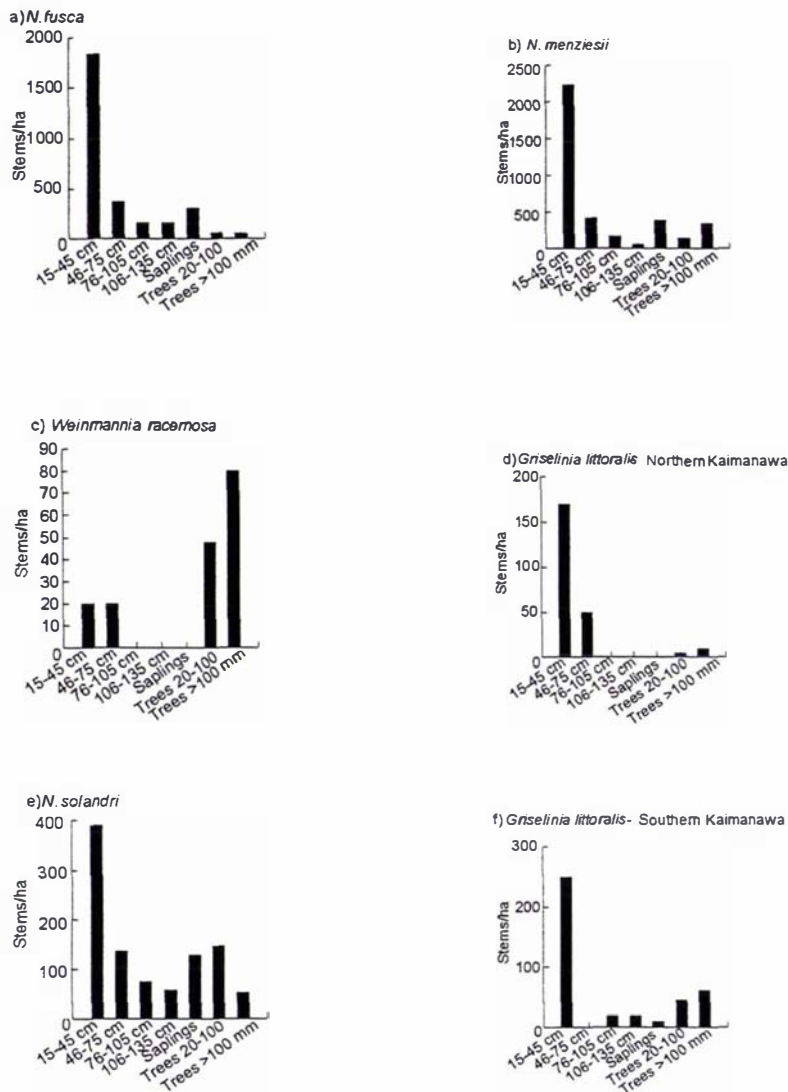 a)N.fusca
Stems/ha
2000
1500
1000
500
0
15-45 cm
46-75 cm
76-105 cm
106-135 cm
Saplings
Trees 20-100
Trees >100 mm
b) N. menziesii
Stems/ha
2500
2000
1500
1000
500
0
15-45 cm
46-75 cm
76-105 cm
106-135 cm
Saplings
Trees 20-100
Trees >100 mm
c) Weinmannia racemosa
Stems/ha
90
80
70
60
50
40
30
20
10
0
15-45 cm
46-75 cm
76-105 cm
106-135 cm
Saplings
Trees 20-100
Trees >100 mm
d)Griselinia littoralis Northern Kaimanawa
Stems/ha
200
150
100
50
0
15-45 cm
46-75 cm
76-105 cm
106-135 cm
Saplings
Trees 20-100
Trees >100 mm
e)N. solandri
Stems/ha
400
300
200
100
0
15-45 cm
46-75 cm
76-105 cm
106-135 cm
Saplings
Trees 20-100
Trees >100 mm
f) Griselinia littoralis- Southern Kaimanawa
Stems/ha
300
200
100
0
15-45 cm
46-75 cm
76-105 cm
106-135 cm
Saplings
Trees 20-100
Trees >100 mm